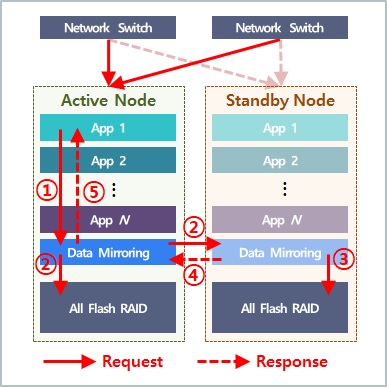 Network Switch
Network Switch
Active Node
Standby Node
App 1
App 1
App 2
App 2
⋮
⋮
① ⑤
App N
App N
②
② Data Mirroring
Data Mirroring ③
④
All Flash RAID
All Flash RAID
Request
Response